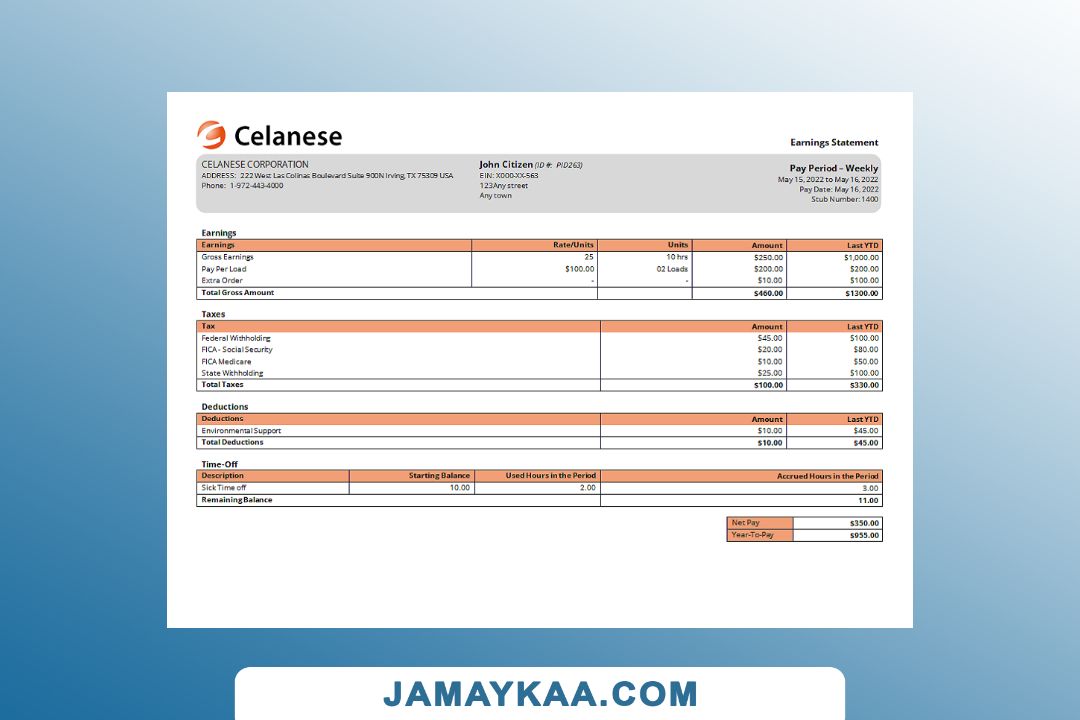 Celanese
Earnings Statement
CELANESE CORPORATION
ADDRESS: 222 West Las Colinas Boulevard Suite 900N Irving, TX 75309 USA
Phone: 1-972-443-4000
John Citizen (ID #: PID263)
EIN: X000-XX-563
123Any street
Any town
Pay Period – Weekly
May 15, 2022 to May 16, 2022
Pay Date: May 16, 2022
Stub Number: 1400
Earnings
Earnings Rate/Units Units Amount Last YTD
Gross Earnings 25 10 hrs $250.00 $1,000.00
Pay Per Load $100.00 02 Loads $200.00 $200.00
Extra Order - - $10.00 $100.00
Total Gross Amount $460.00 $1300.00
Taxes
Tax Amount Last YTD
Federal Withholding $45.00 $100.00
FICA - Social Security $20.00 $80.00
FICA Medicare $10.00 $50.00
State Withholding $25.00 $100.00
Total Taxes $100.00 $330.00
Deductions
Deductions Amount Last YTD
Environmental Support $10.00 $45.00
Total Deductions $10.00 $45.00
Time-Off
Description Starting Balance Used Hours in the Period Accrued Hours in the Period
Sick Time off 10.00 2.00 3.00
Remaining Balance 11.00
Net Pay $350.00
Year-To-Pay $955.00
JAMAYKAA.COM